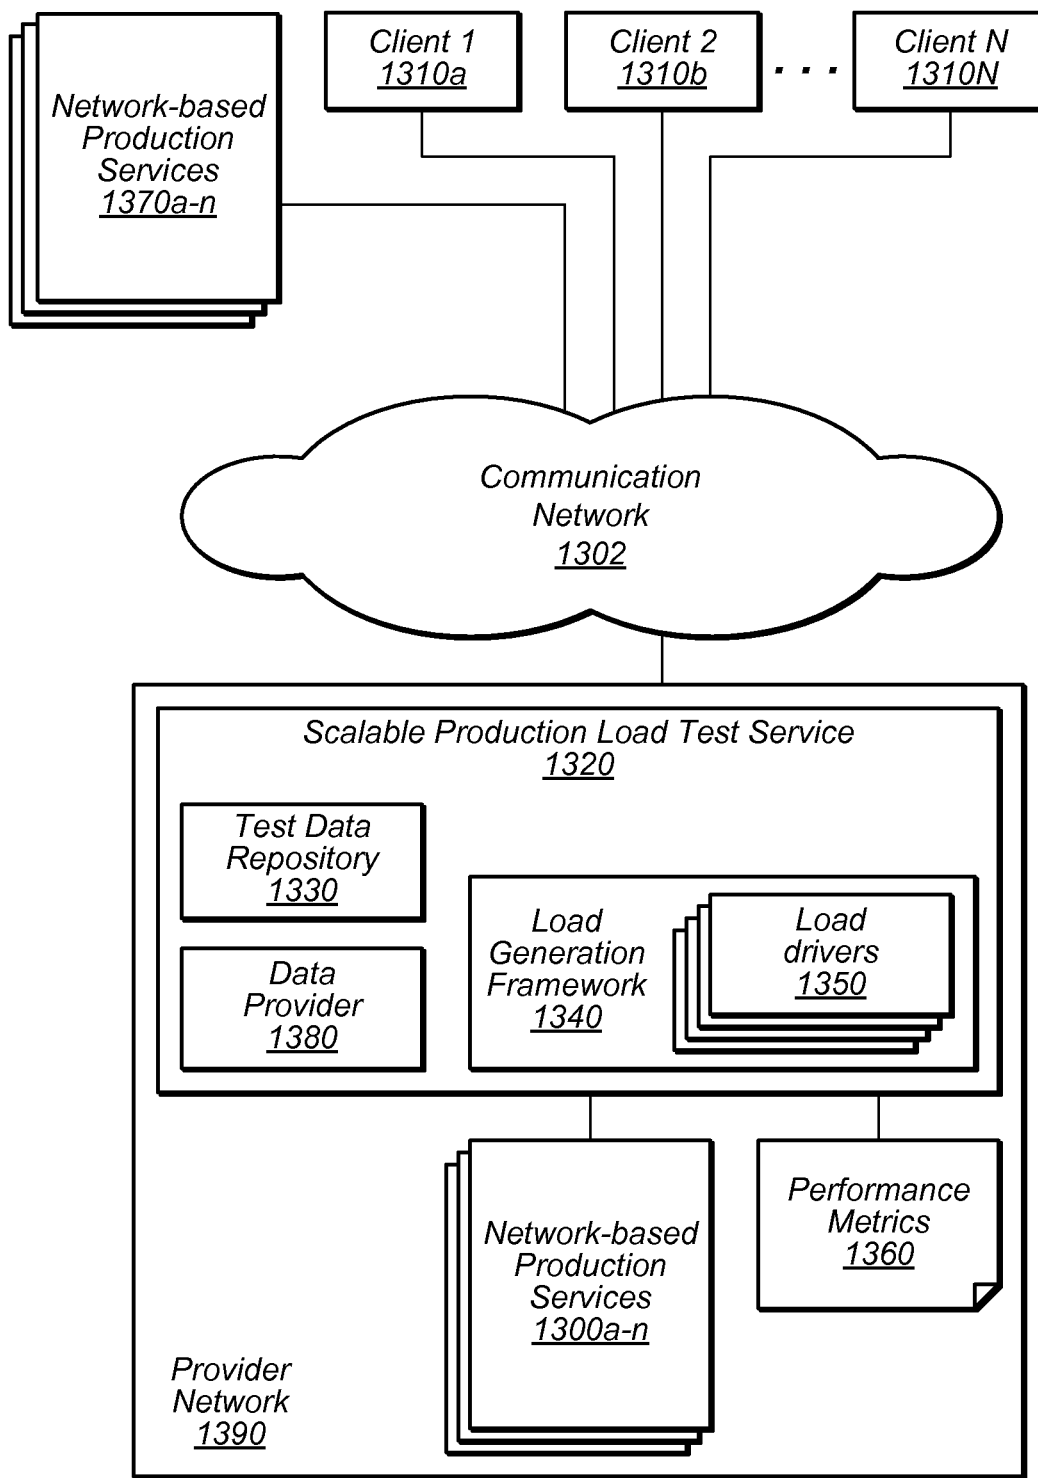 Network-based
Production
Services
1370a-n
Client 1
1310a
Client 2
1310b
. . .
Client N
1310N
Communication
Network
1302
Scalable Production Load Test Service
1320
Test Data
Repository
1330
Data
Provider
1380
Load
Generation
Framework
1340
Load
drivers
1350
Network-based
Production
Services
1300a-n
Performance
Metrics
1360
Provider
Network
1390